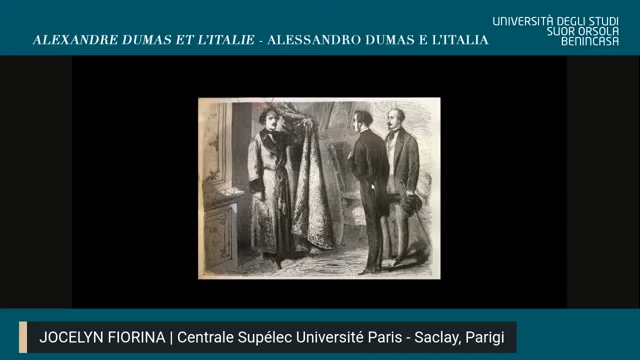 ALEXANDRE DUMAS ET L'ITALIE - ALESSANDRO DUMAS E L'ITALIA
UNIVERSITÀ DEGLI STUDI
SUOR ORSOLA
BENINCASA
JOCELYN FIORINA | Centrale Supélec Université Paris - Saclay, Parigi